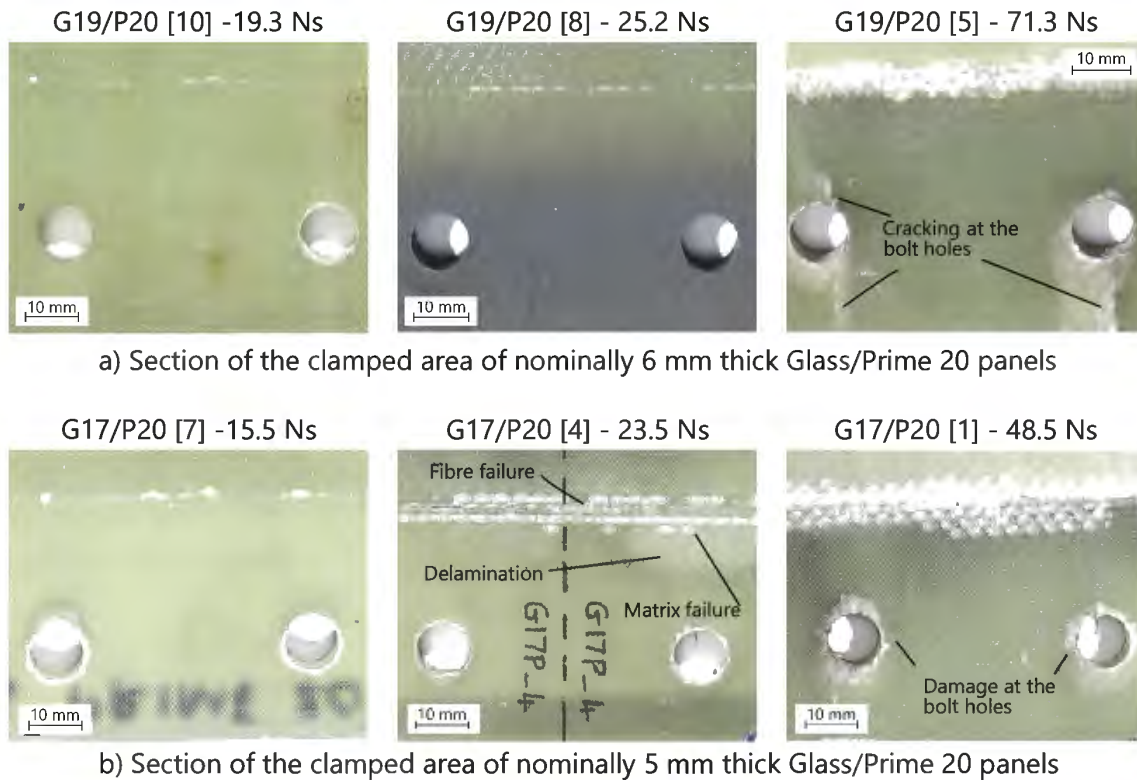 G19/P20 [10] -19.3 Ns
G19/P20 [8] - 25.2 Ns
G19/P20 [5] - 71.3 Ns
10 mm
Cracking at the
bolt holes
10 mm
10 mm
a) Section of the clamped area of nominally 6 mm thick Glass/Prime 20 panels
G17/P20 [7] -15.5 Ns
G17/P20 [4] - 23.5 Ns
G17/P20 [1] - 48.5 Ns
Fibre failure
Delamination
Matrix failure
G17P_4
G17P_4
Damage at the
bolt holes
10 mm
10 mm
10 mm
b) Section of the clamped area of nominally 5 mm thick Glass/Prime 20 panels